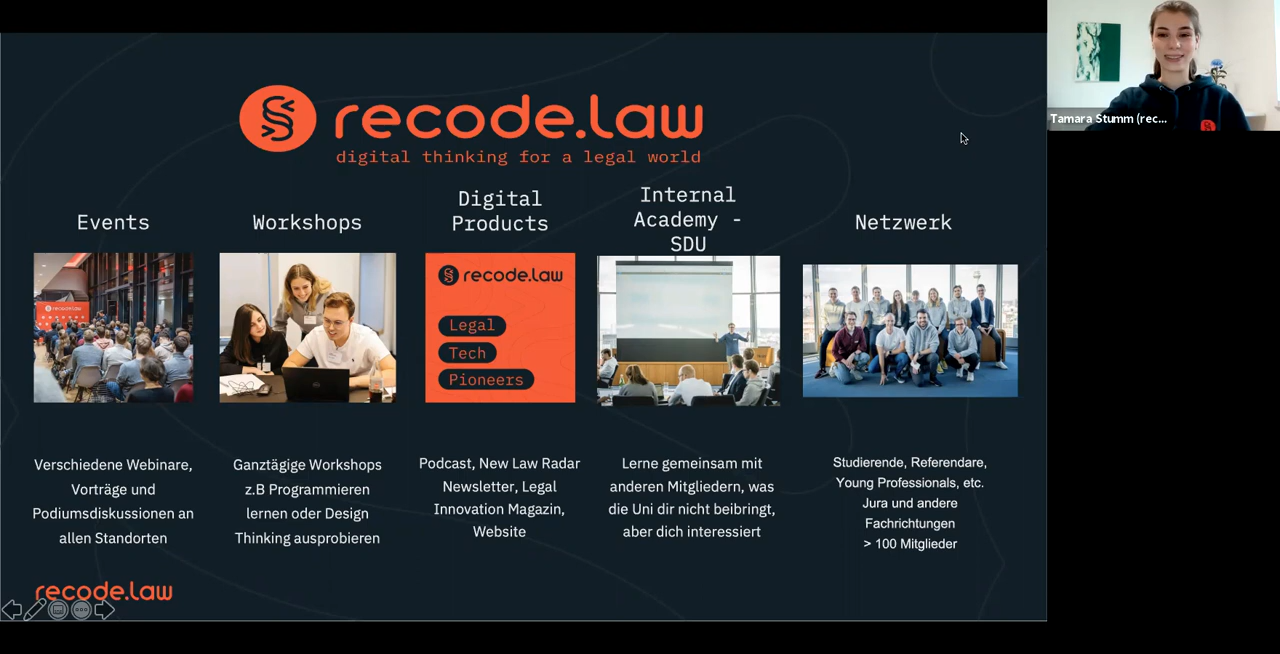 recode.law
digital thinking for a legal world
Events
Workshops
Digital
Products
Internal
Academy -
SDU
Netzwerk
recode.law
recode.law
Legal
Tech
Pioneers
Verschiedene Webinare,
Vorträge und
Podiumsdiskussionen an
allen Standorten
Ganztägige Workshops
z.B Programmieren
lernen oder Design
Thinking ausprobieren
Podcast, New Law Radar
Newsletter, Legal
Innovation Magazin,
Website
Lerne gemeinsam mit
anderen Mitgliedern, was
die Uni dir nicht beibringt,
aber dich interessiert
Studierende, Referendare,
Young Professionals, etc.
Jura und andere
Fachrichtungen
> 100 Mitglieder
recode.law
Tamara Stumm (rec...